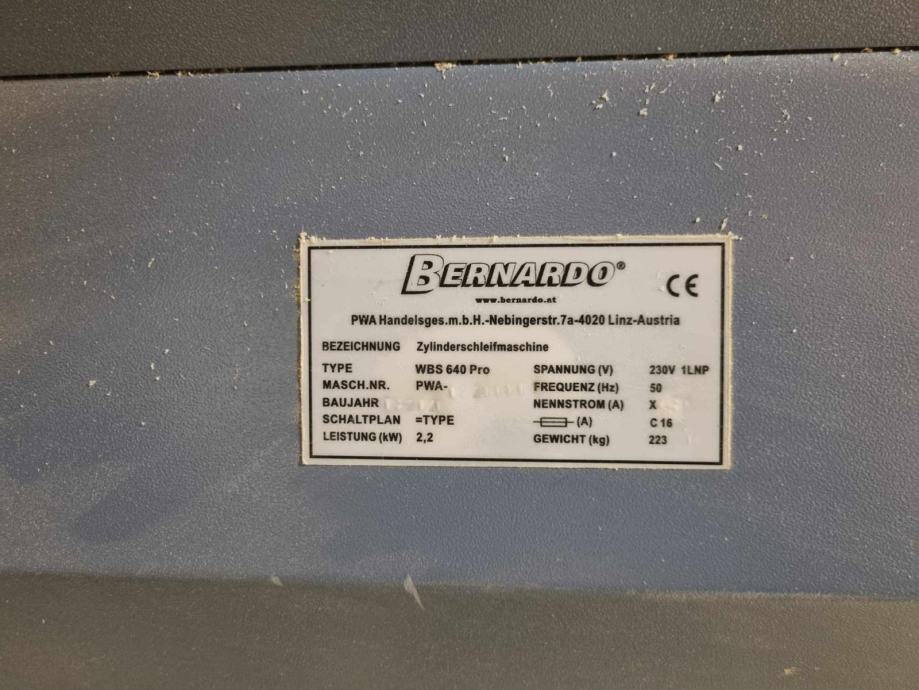 BERNARDO®
www.bernardo.at
PWA Handelsges.m.b.H.-Nebingerstr.7a-4020 Linz-Austria
CE
BEZEICHNUNG Zylinderschleifmaschine
TYPE WBS 640 Pro SPANNUNG (V) 230V 1LNP
MASCH.NR. PWA- FREQUENZ (Hz) 50
BAUJAHR NENNSTROM (A) X
SCHALTPLAN =TYPE (A) C 16
LEISTUNG (kW) 2,2 GEWICHT (kg) 223